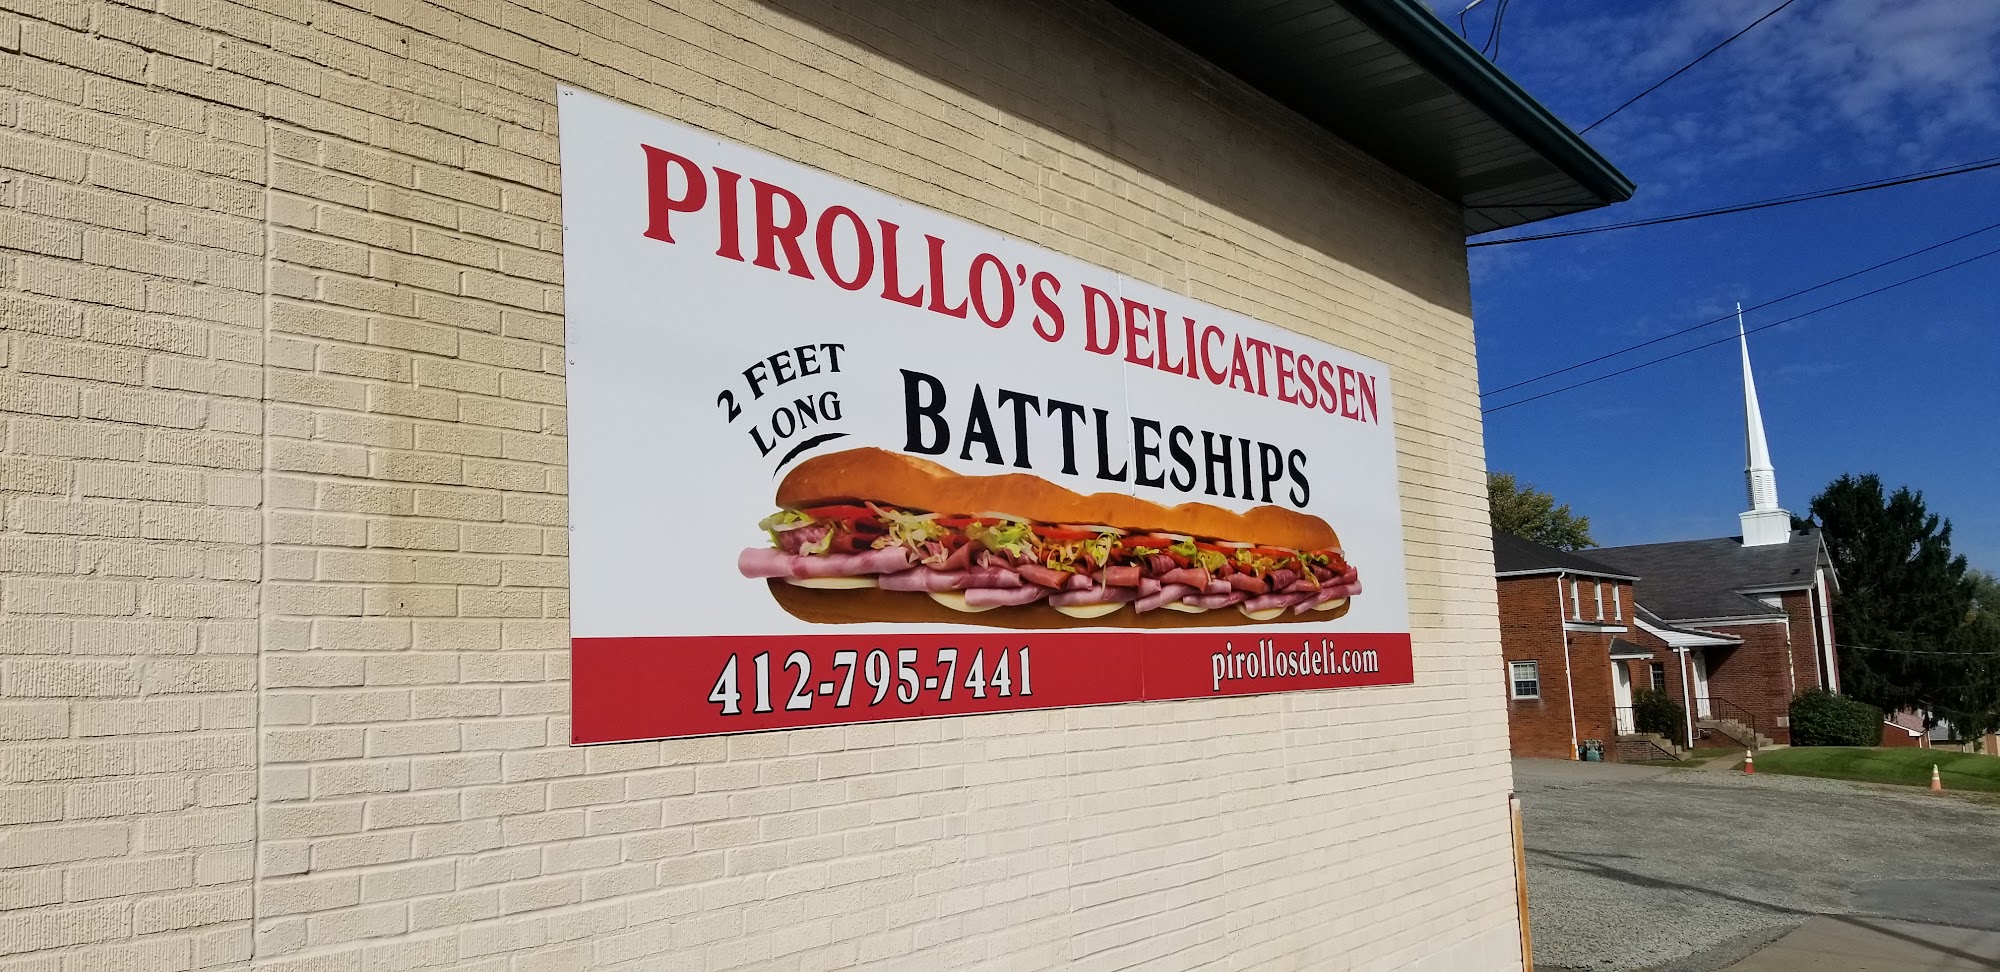 PIROLLO'S DELICATESSEN
2 FEET
LONG
BATTLESHIPS
412-795-7441
pirollosdeli.com